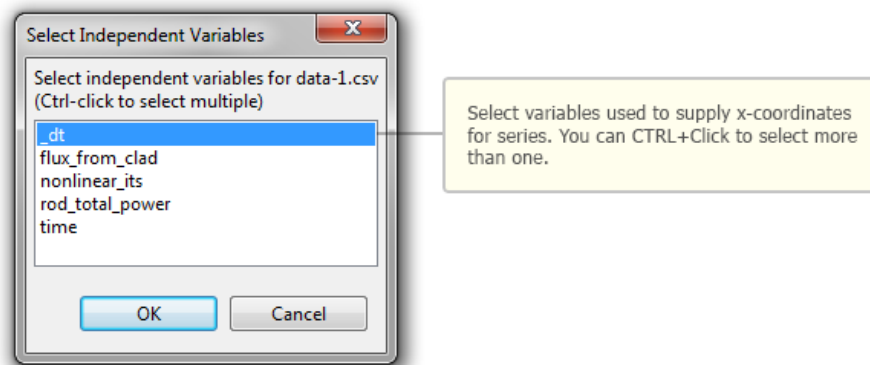 Select Independent Variables
Select independent variables for data-1.csv
(Ctrl-click to select multiple)
_dt
flux_from_clad
nonlinear_its
rod_total_power
time
OK Cancel
Select variables used to supply x-coordinates
for series. You can CTRL+Click to select more
than one.